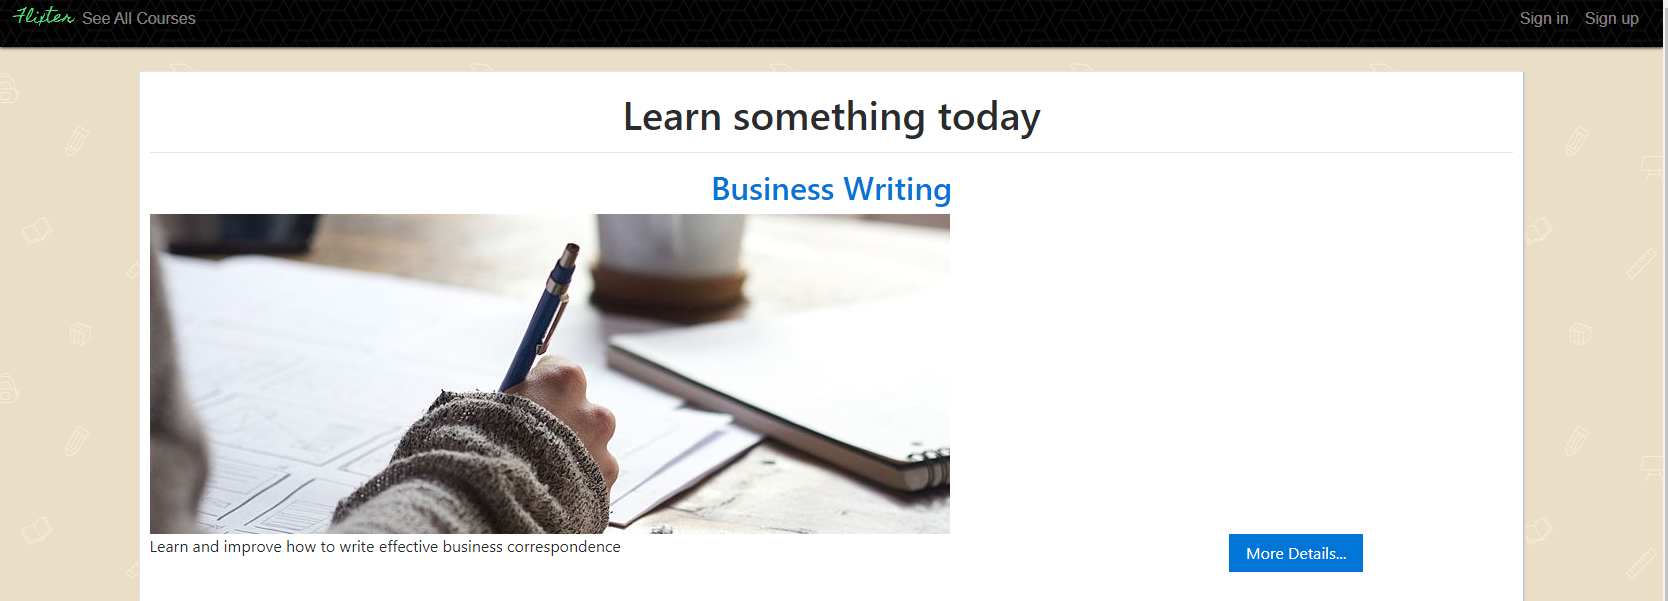 Flixter See All Courses Sign in Sign up
Learn something today
Business Writing
Learn and improve how to write effective business correspondence
More Details...